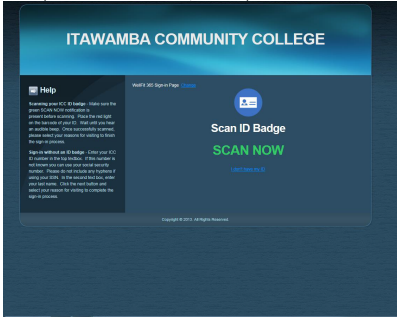 ITAWAMBA COMMUNITY COLLEGE
Help
Scanning your ICC ID badge - Make sure the
green SCAN NOW notification is
present before scanning. Place the red light
on the barcode of your ID. Wait until you hear
an audible beep. Once successfully scanned,
please select your reasons for visiting to finish
the sign-in process.
Sign-in without an ID badge - Enter your ICC
ID number in the top textbox. If this number is
not known you can use your social security
number. Please do not include any hyphens if
using your SSN. In the second text box, enter
your last name. Click the next button and
select your reason for visiting to complete the
sign-in process.
365 Sign-in Page
Scan ID Badge
SCAN NOW
I don't have my ID
Copyright © 2013. All Rights Reserved.